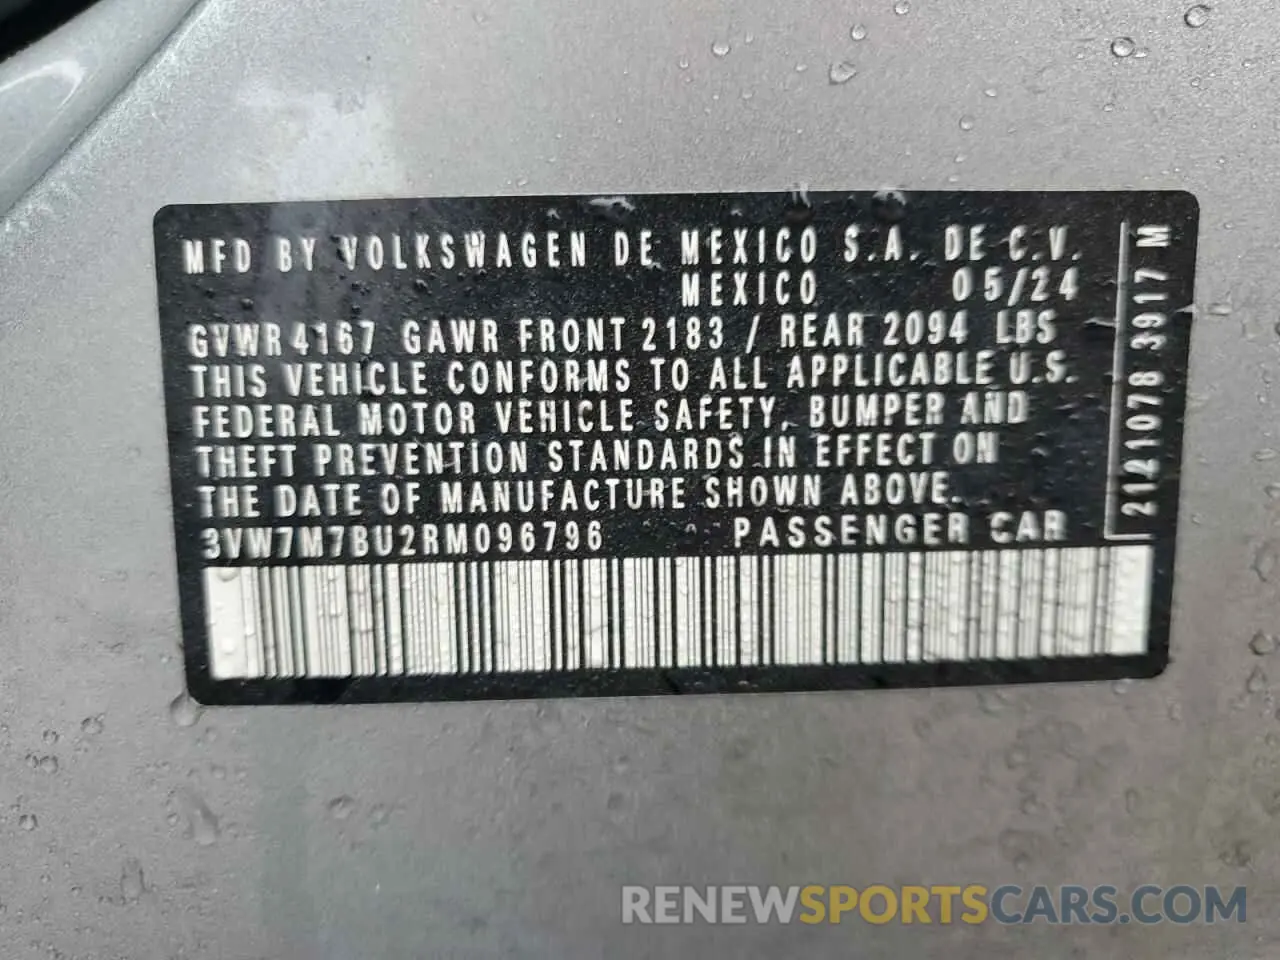 MFD BY VOLKSWAGEN DE MEXICO S.A. DE C.V.
MEXICO 05/24
GVWR 4167 GAWR FRONT 2183 / REAR 2094 LBS
THIS VEHICLE CONFORMS TO ALL APPLICABLE U.S.
FEDERAL MOTOR VEHICLE SAFETY, BUMPER AND
THEFT PREVENTION STANDARDS IN EFFECT ON
THE DATE OF MANUFACTURE SHOWN ABOVE.
3VW7M7BU2RM096796 PASSENGER CAR
2121078 3917 M
RENEWSPORTSCARS.COM